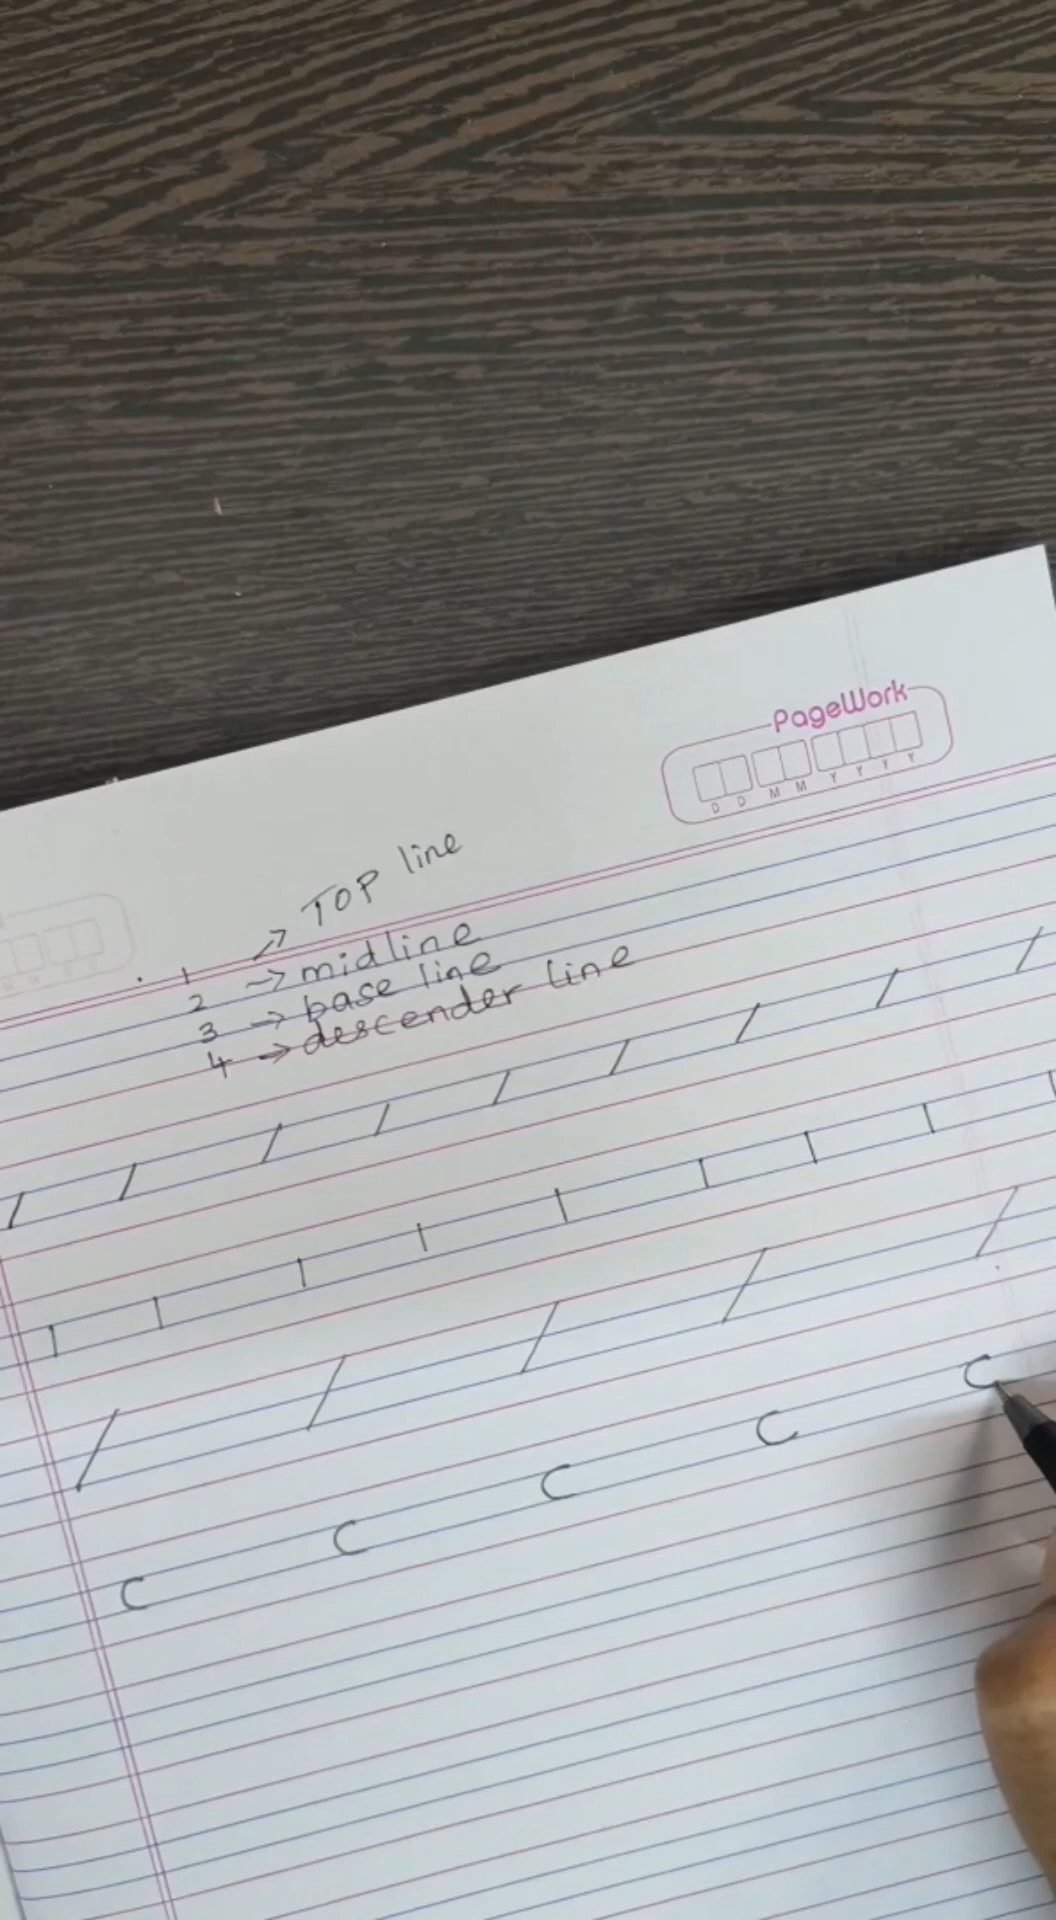 PageWork
D D M M Y Y Y Y
1 → TOP line
2 → midline
3 → base line
4 → descender line
C C C C C